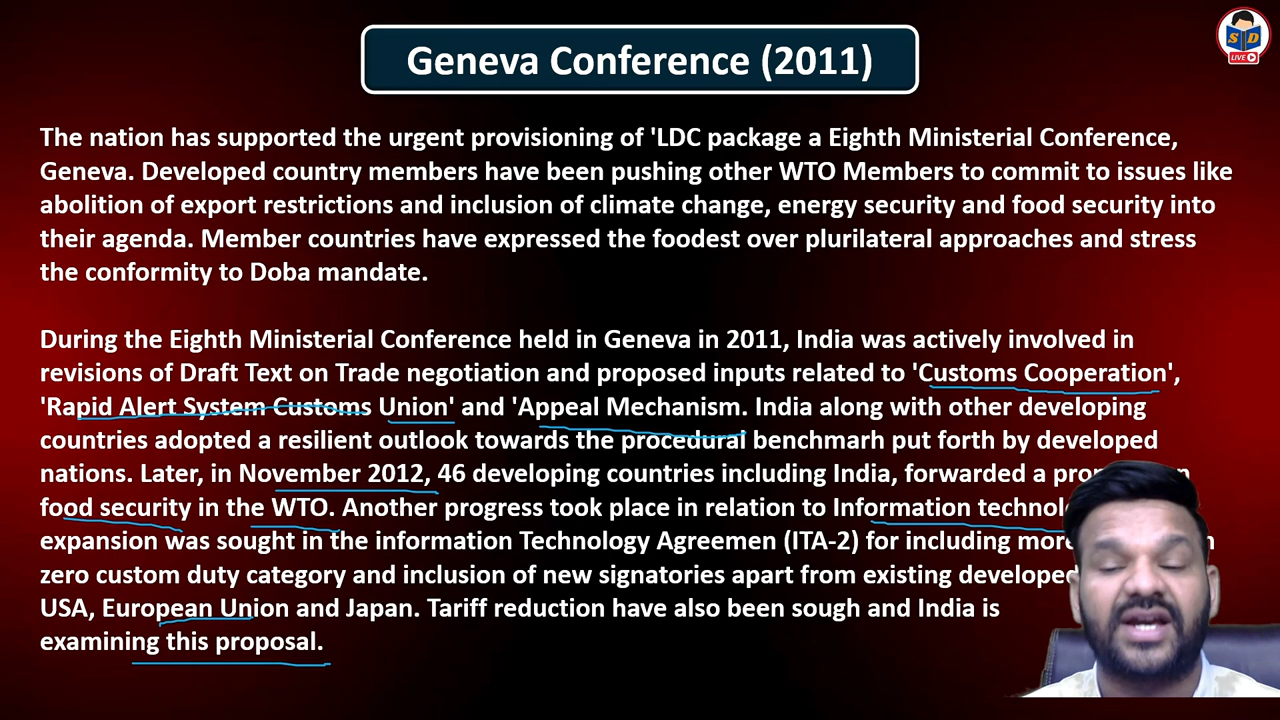 Geneva Conference (2011)
S D
LIVE
The nation has supported the urgent provisioning of 'LDC package a Eighth Ministerial Conference,
Geneva. Developed country members have been pushing other WTO Members to commit to issues like
abolition of export restrictions and inclusion of climate change, energy security and food security into
their agenda. Member countries have expressed the foodest over plurilateral approaches and stress
the conformity to Doba mandate.
During the Eighth Ministerial Conference held in Geneva in 2011, India was actively involved in
revisions of Draft Text on Trade negotiation and proposed inputs related to 'Customs Cooperation',
'Rapid Alert System Customs Union' and 'Appeal Mechanism. India along with other developing
countries adopted a resilient outlook towards the procedural benchmarh put forth by developed
nations. Later, in November 2012, 46 developing countries including India, forwarded a
food security in the WTO. Another progress took place in relation to Information
expansion was sought in the information Technology Agreemen (ITA-2) for including more
zero custom duty category and inclusion of new signatories apart from existing developed
USA, European Union and Japan. Tariff reduction have also been sough and India is
examining this proposal.